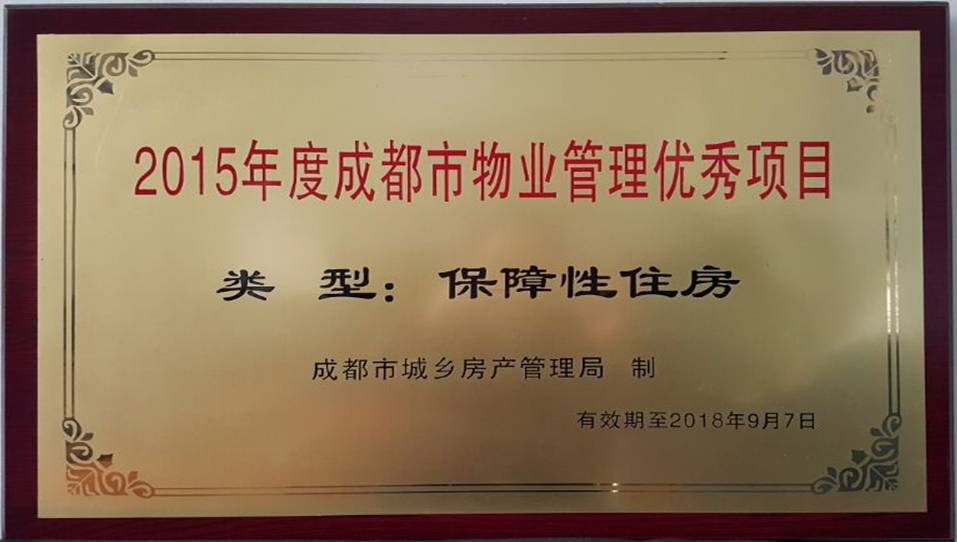 2015年度成都市物业管理优秀项目
类 型：保障性住房
成都市城乡房产管理局 制
有效期至2018年9月7日